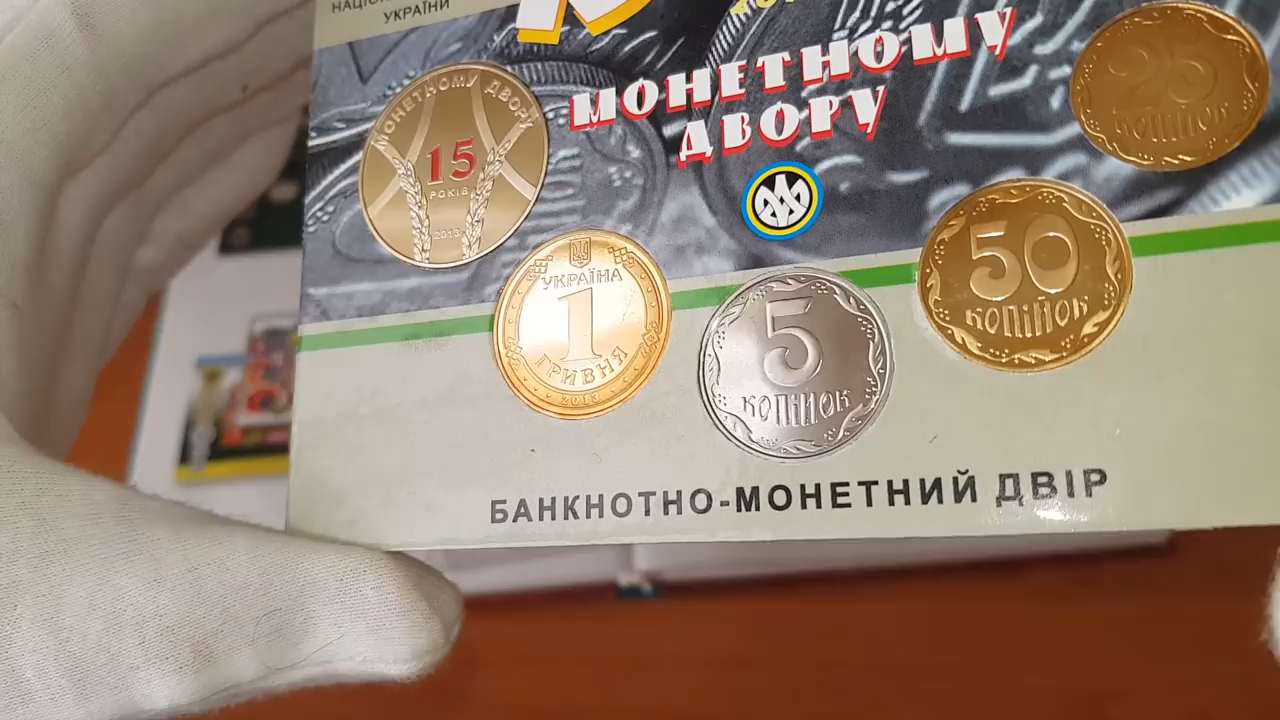 УКРАЇНИ
МОНЕТНОМУ
ДВОРУ
МОНЕТНОМУ ДВОРУ
15
РОКІВ
2013
УКРАЇНА
1
ГРИВНЯ
2013
5
КОПІЙОК
50
КОПІЙОК
25
КОПІЙОК
БАНКНОТНО-МОНЕТНИЙ ДВІР